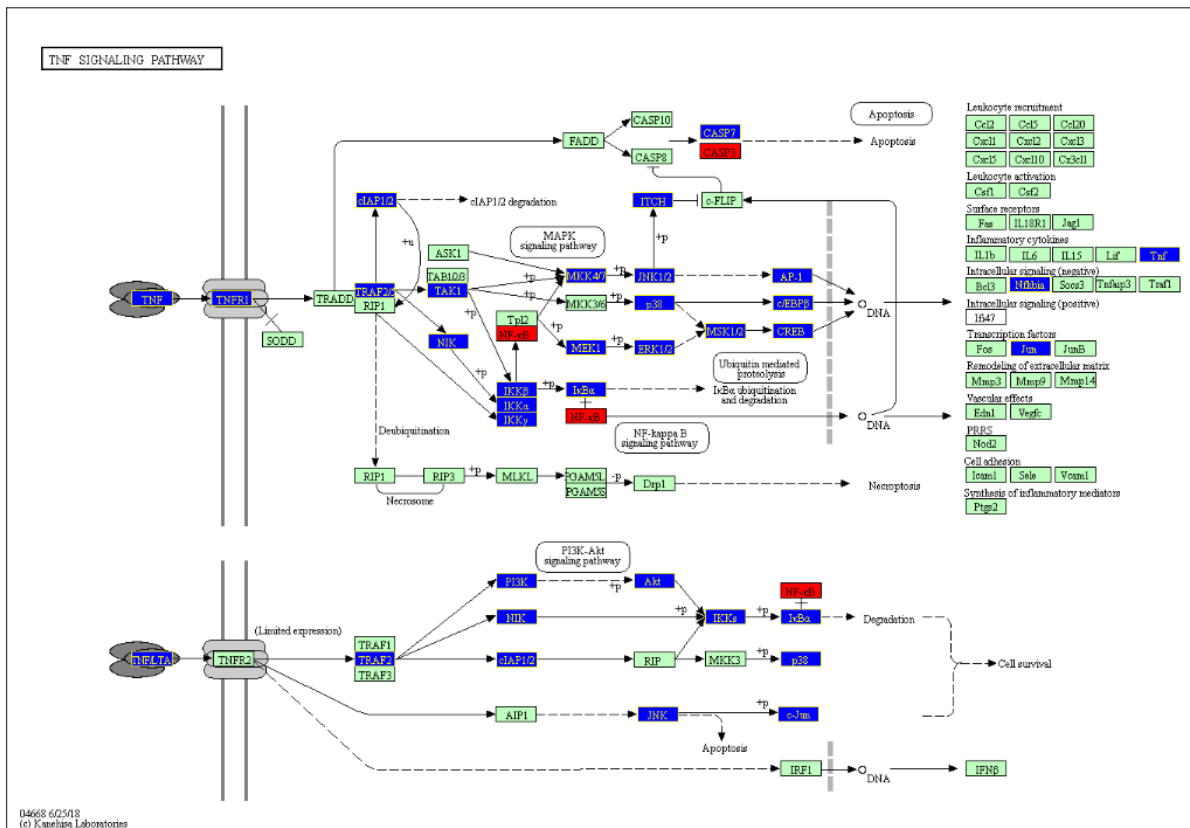 TNF SIGNALING PATHWAY
Apoptosis
Leukocyte recruitment
Ccl2 Ccl5 Ccl20
Cxcl1 Cxcl2 Cxcl3
Cxcl5 Cxcl10 Cx3cl1
Leukocyte activation
Csf1 Csf2
Surface receptors
Fas IL18R1 Jag1
Inflammatory cytokines
IL1b IL6 IL15 Lif Tnf
Intracellular signaling (negative)
Bcl3 Nfkbia Socs3 Tnfaip3 Traf1
Intracellular signaling (positive)
Ifi47
Transcription factors
Fos Jun JunB
Remodeling of extracellular matrix
Mmp3 Mmp9 Mmp14
Vascular effects
Edn1 Vegfc
PRRS
Nod2
Cell adhesion
Icam1 Sele Vcam1
Synthesis of inflammatory mediators
Ptgs2
CASP10
FADD
CASP7
CASP3
Apoptosis
CASP8
cIAP1/2
cIAP1/2 degradation
ITCH
c-FLIP
+u
MAPK
signaling pathway
+p
ASK1
TAB1/2/3
TAK1
+p
MKK4/7
+p
JNK1/2
AP-1
TNF
TNFR1
TRADD
TRAF2/5
RIP1
+p
MKK3/6
p38
c/EBPβ
DNA
SODD
+p
Tpl2
NF-κB
+p
MSK1/2
CREB
NIK
MEK1
+p
ERK1/2
+p
Ubiquitin mediated
proteolysis
IKKβ
+p
IκBα
IκBα ubiquitination
and degradation
IKKα
IKKγ
NF-κB
DNA
Deubiquitination
NF-kappa B
signaling pathway
RIP1
RIP3
+p
MLKL
PGAM5L
PGAM5S
-p
Drp1
Necroptosis
Necrosome
PI3K-Akt
signaling pathway
PI3K
+p
Akt
NF-κB
NIK
+p
IKKs
+p
IκBα
Degradation
(Limited expression)
TNF/LTA
TNFR2
TRAF1
TRAF2
TRAF3
cIAP1/2
RIP
MKK3
+p
p38
Cell survival
AIP1
JNK
+p
c-Jun
Apoptosis
IRF1
DNA
IFNβ
04668 6/25/18
(c) Kanehisa Laboratories